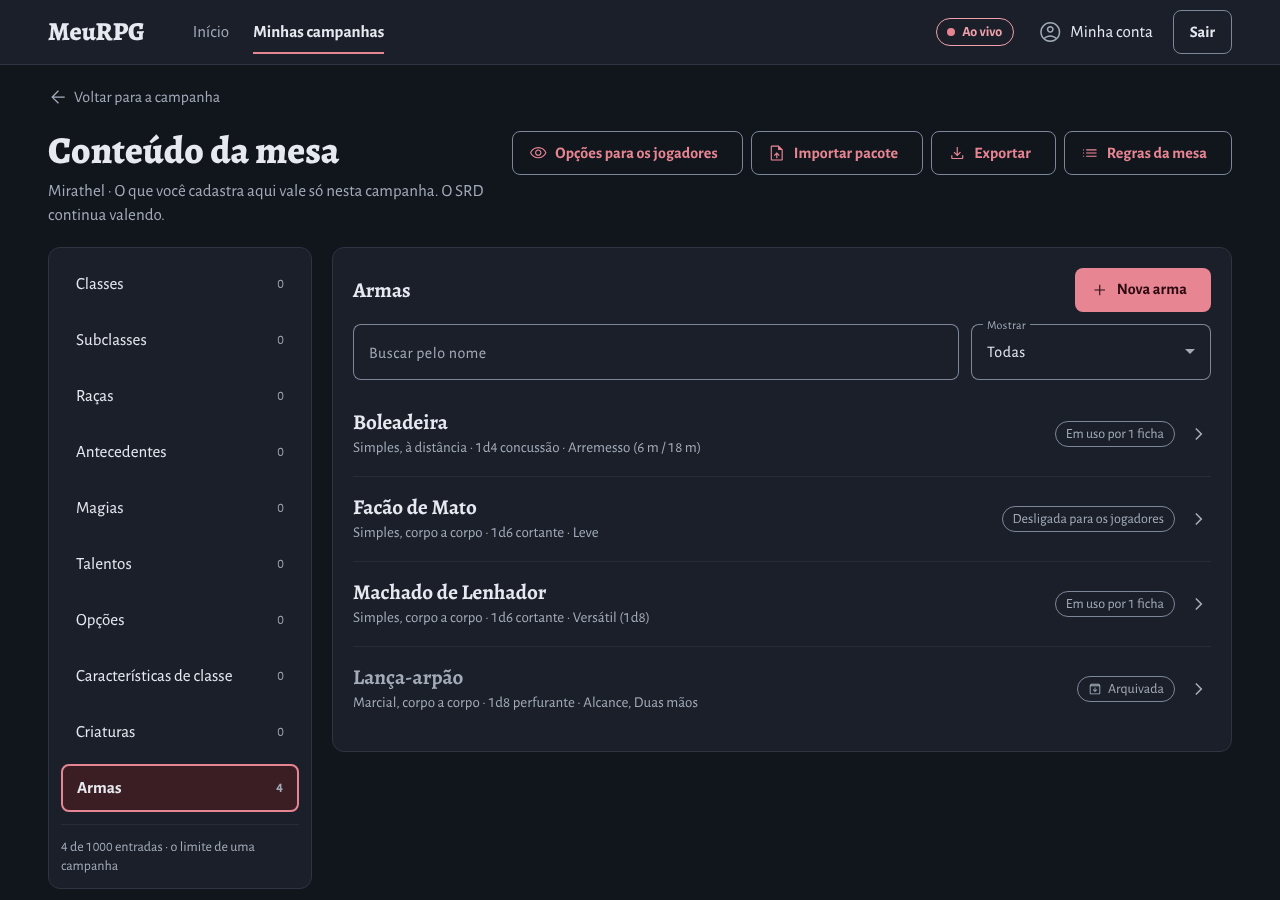 MeuRPG
Início
Minhas campanhas
Ao vivo
Minha conta
Sair
Voltar para a campanha
Conteúdo da mesa
Mirathel · O que você cadastra aqui vale só nesta campanha. O SRD
continua valendo.
Opções para os jogadores
Importar pacote
Exportar
Regras da mesa
Classes 0
Subclasses 0
Raças 0
Antecedentes 0
Magias 0
Talentos 0
Opções 0
Características de classe 0
Criaturas 0
Armas 4
4 de 1000 entradas · o limite de uma
campanha
Armas
Nova arma
Buscar pelo nome
Mostrar
Todas
Boleadeira
Simples, à distância · 1d4 concussão · Arremesso (6 m / 18 m)
Em uso por 1 ficha
Facão de Mato
Simples, corpo a corpo · 1d6 cortante · Leve
Desligada para os jogadores
Machado de Lenhador
Simples, corpo a corpo · 1d6 cortante · Versátil (1d8)
Em uso por 1 ficha
Lança-arpão
Marcial, corpo a corpo · 1d8 perfurante · Alcance, Duas mãos
Arquivada